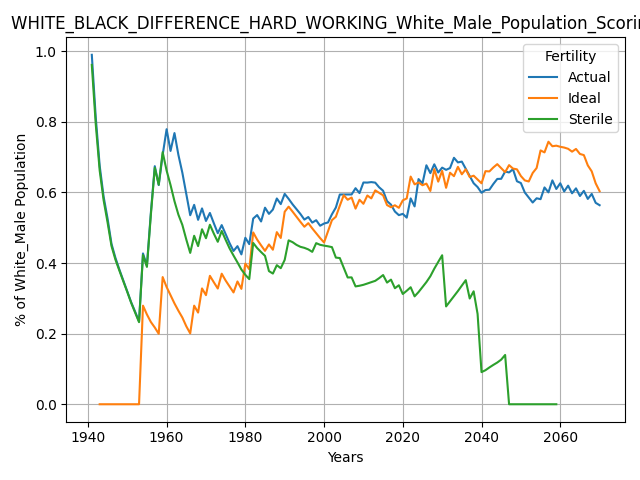 WHITE_BLACK_DIFFERENCE_HARD_WORKING_White_Male_Population_Scorin
Fertility
Actual
Ideal
Sterile
% of White_Male Population
1.0
0.8
0.6
0.4
0.2
0.0
1940 1960 1980 2000 2020 2040 2060
Years